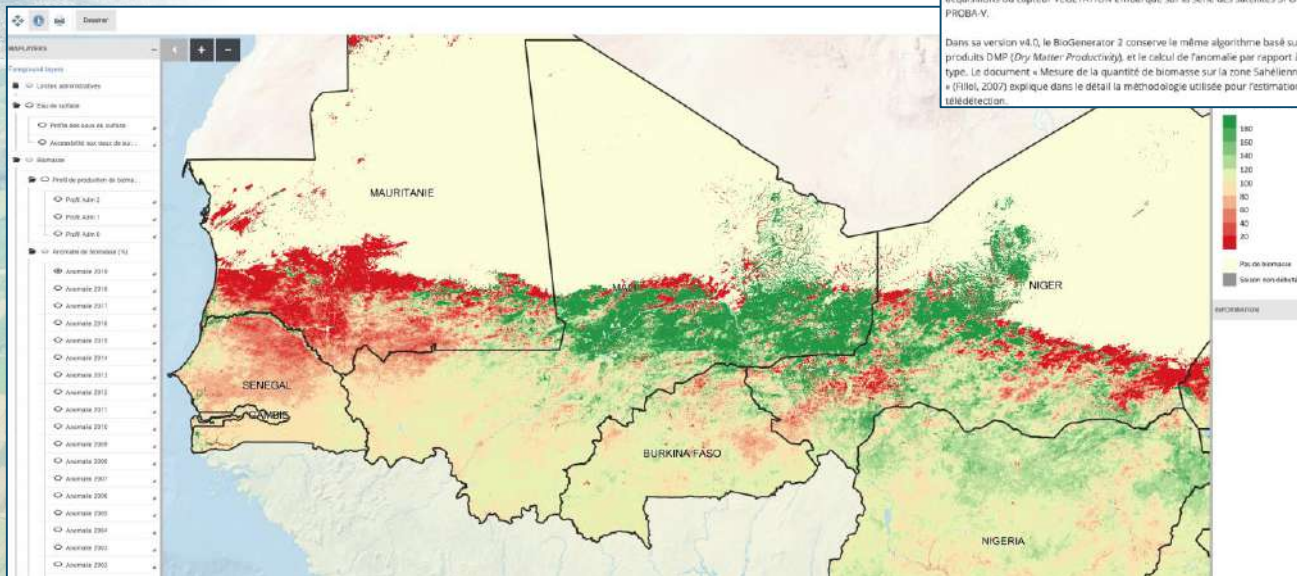 PROBA-V.
Dans sa version v4.0, le BioGenerator 2 conserve le même algorithme basé su
produits DMP (Dry Matter Productivity), et le calcul de l'anomalie par rapport à
type. Le document « Mesure de la quantité de biomasse sur la zone Sahélienn
» (Fillol, 2007) explique dans le détail la méthodologie utilisée pour l'estimation
télédétection.
Dessiner
MAPLAYERS
Foreground layers
Limites administratives
Eau de surface
Profils des eaux de surface
Accessibilité aux eaux de sur...
Biomasse
Profil de production de bioma...
Profil Adm 2
Profil Adm 1
Profil Adm 0
Anomalie de biomasse (%)
Anomalie 2019
Anomalie 2018
Anomalie 2017
Anomalie 2016
Anomalie 2015
Anomalie 2014
Anomalie 2013
Anomalie 2012
Anomalie 2011
Anomalie 2010
Anomalie 2009
Anomalie 2008
Anomalie 2007
Anomalie 2006
Anomalie 2005
Anomalie 2004
Anomalie 2003
Anomalie 2002
MAURITANIE
MALI
NIGER
SENEGAL
GAMBIE
BURKINA FASO
NIGERIA
180
160
140
120
100
80
60
40
20
Pas de biomasse
Saison non-débuté
INFORMATION